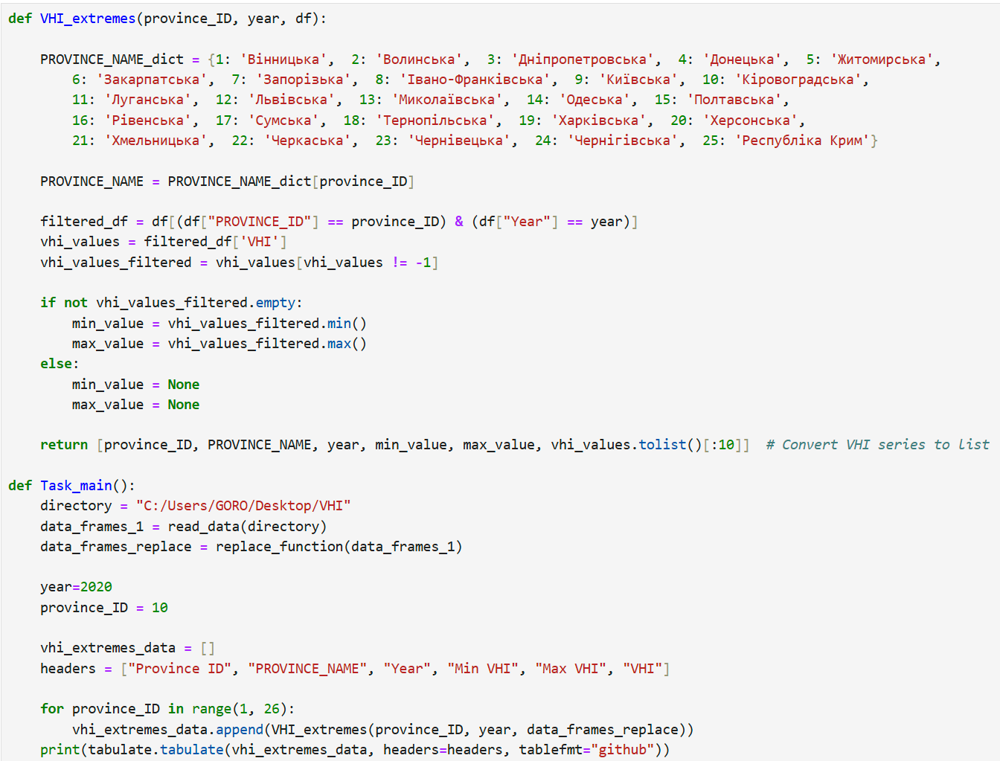 def VHI_extremes(province_ID, year, df):
PROVINCE_NAME_dict = {1: 'Вінницька', 2: 'Волинська', 3: 'Дніпропетровська', 4: 'Донецька', 5: 'Житомирська',
6: 'Закарпатська', 7: 'Запорізька', 8: 'Івано-Франківська', 9: 'Київська', 10: 'Кіровоградська',
11: 'Луганська', 12: 'Львівська', 13: 'Миколаївська', 14: 'Одеська', 15: 'Полтавська',
16: 'Рівенська', 17: 'Сумська', 18: 'Тернопільська', 19: 'Харківська', 20: 'Херсонська',
21: 'Хмельницька', 22: 'Черкаська', 23: 'Чернівецька', 24: 'Чернігівська', 25: 'Республіка Крим'}
PROVINCE_NAME = PROVINCE_NAME_dict[province_ID]
filtered_df = df[(df["PROVINCE_ID"] == province_ID) & (df["Year"] == year)]
vhi_values = filtered_df['VHI']
vhi_values_filtered = vhi_values[vhi_values != -1]
if not vhi_values_filtered.empty:
min_value = vhi_values_filtered.min()
max_value = vhi_values_filtered.max()
else:
min_value = None
max_value = None
return [province_ID, PROVINCE_NAME, year, min_value, max_value, vhi_values.tolist()[:10]] # Convert VHI series to list
def Task_main():
directory = "C:/Users/GORO/Desktop/VHI"
data_frames_1 = read_data(directory)
data_frames_replace = replace_function(data_frames_1)
year=2020
province_ID = 10
vhi_extremes_data = []
headers = ["Province ID", "PROVINCE_NAME", "Year", "Min VHI", "Max VHI", "VHI"]
for province_ID in range(1, 26):
vhi_extremes_data.append(VHI_extremes(province_ID, year, data_frames_replace))
print(tabulate.tabulate(vhi_extremes_data, headers=headers, tablefmt="github"))